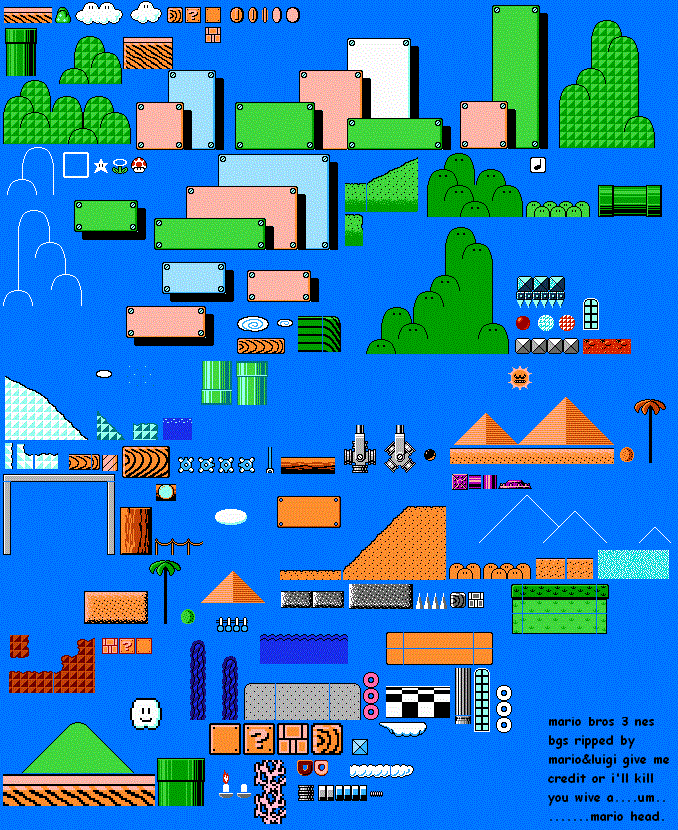 mario bros 3 nes
bgs ripped by
mario&luigi give me
credit or i'll kill
you wive a....um..
.......mario head.